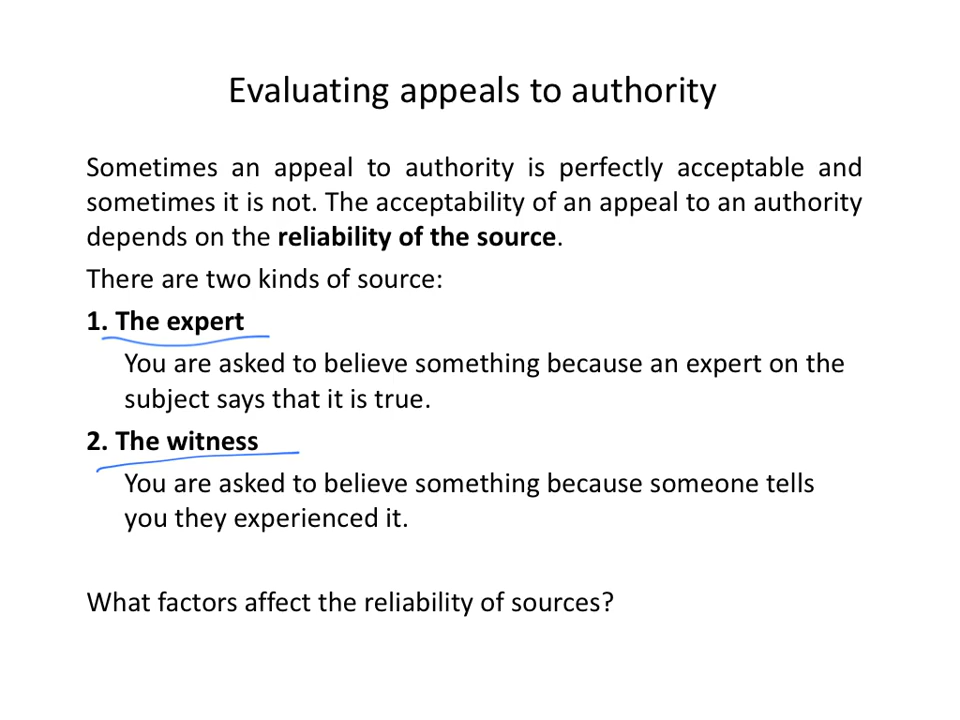 Evaluating appeals to authority
Sometimes an appeal to authority is perfectly acceptable and
sometimes it is not. The acceptability of an appeal to an authority
depends on the reliability of the source.
There are two kinds of source:
1. The expert
You are asked to believe something because an expert on the
subject says that it is true.
2. The witness
You are asked to believe something because someone tells
you they experienced it.
What factors affect the reliability of sources?